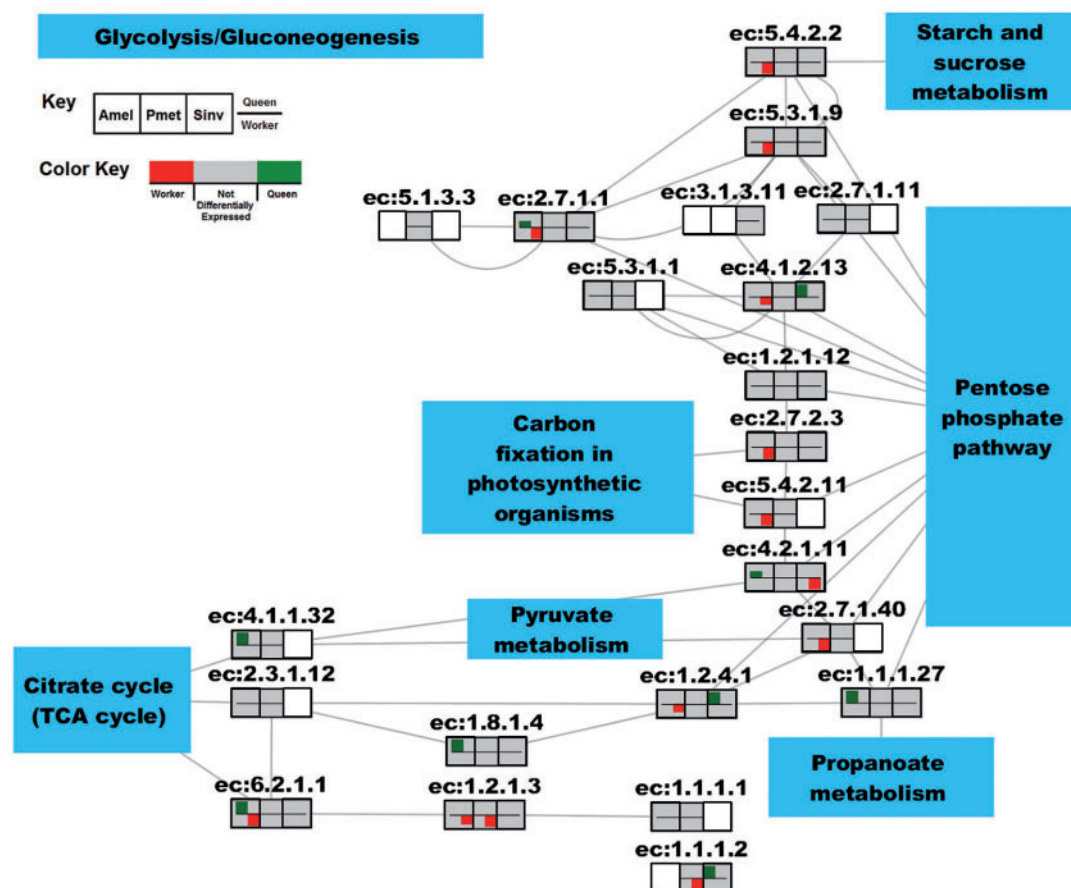 Glycolysis/Gluconeogenesis
Key
Amel Pmet Sinv
Queen
Worker
Color Key
Worker
Not
Differentially
Expressed
Queen
ec:5.4.2.2
Starch and
sucrose
metabolism
ec:5.3.1.9
ec:5.1.3.3
ec:2.7.1.1
ec:3.1.3.11
ec:2.7.1.11
ec:5.3.1.1
ec:4.1.2.13
ec:1.2.1.12
Pentose
phosphate
pathway
Carbon
fixation in
photosynthetic
organisms
ec:2.7.2.3
ec:5.4.2.11
ec:4.2.1.11
ec:4.1.1.32
Pyruvate
metabolism
ec:2.7.1.40
Citrate cycle
(TCA cycle)
ec:2.3.1.12
ec:1.2.4.1
ec:1.1.1.27
ec:1.8.1.4
Propanoate
metabolism
ec:6.2.1.1
ec:1.2.1.3
ec:1.1.1.1
ec:1.1.1.2